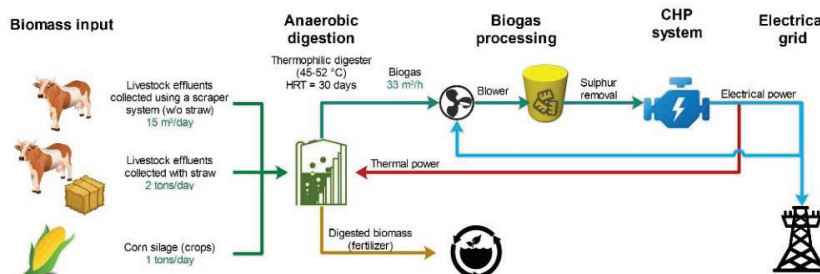 Biomass input
Anaerobic
digestion
Biogas
processing
CHP
system
Electrical
grid
Thermophilic digester
(45-52 °C)
HRT = 30 days
Livestock effluents
collected using a scraper
system (w/o straw)
15 m³/day
Biogas
33 m³/h
Blower
Sulphur
removal
Electrical power
Livestock effluents
collected with straw
2 tons/day
Thermal power
Corn silage (crops)
1 tons/day
Digested biomass
(fertilizer)